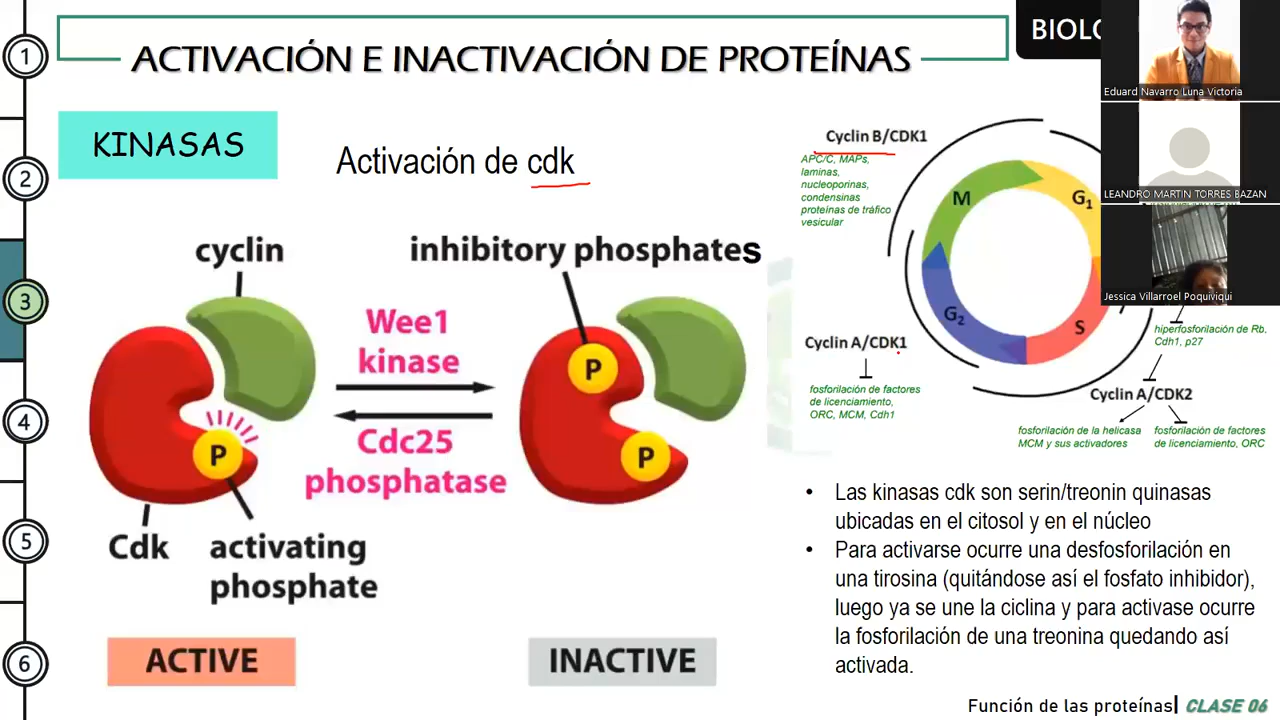 1
2
3
4
5
6
ACTIVACIÓN E INACTIVACIÓN DE PROTEÍNAS
KINASAS
Activación de cdk
cyclin
inhibitory phosphates
Wee1
kinase
Cdc25
phosphatase
P
P
P
Cdk
activating
phosphate
ACTIVE
INACTIVE
Cyclin B/CDK1
APC/C, MAPs,
laminas,
nucleoporinas,
condensinas
proteínas de tráfico
vesicular
M
G1
G2
S
Cyclin A/CDK1
fosforilación de factores
de licenciamiento,
ORC, MCM, Cdh1
hiperfosforilación de Rb,
Cdh1, p27
Cyclin A/CDK2
fosforilación de la helicasa
MCM y sus activadores
fosforilación de factores
de licenciamiento, ORC
• Las kinasas cdk son serin/treonin quinasas
ubicadas en el citosol y en el núcleo
• Para activarse ocurre una desfosforilación en
una tirosina (quitándose así el fosfato inhibidor),
luego ya se une la ciclina y para activase ocurre
la fosforilación de una treonina quedando así
activada.
Función de las proteínas| CLASE 06
Eduard Navarro Luna Victoria
LEANDRO MARTIN TORRES BAZAN
Jessica Villarroel Poquiviqui